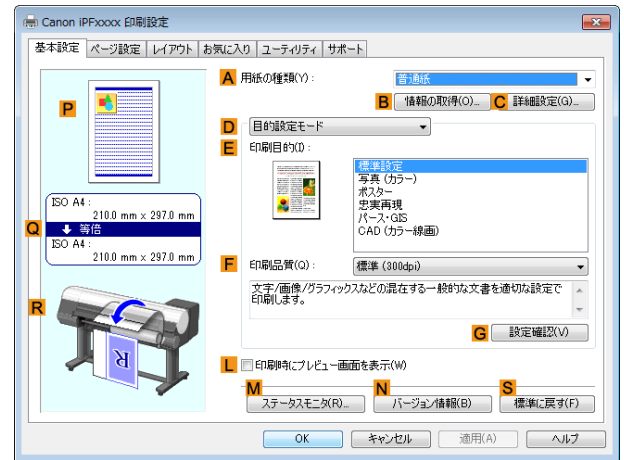 Canon iPFxxxx 印刷設定
基本設定 ページ設定 レイアウト お気に入り ユーティリティ サポート
A 用紙の種類(Y)： 普通紙
B 情報の取得(O)... C 詳細設定(G)...
P
D 目的設定モード
E 印刷目的(I)：
標準設定
写真 (カラー)
ポスター
忠実再現
パース・GIS
CAD (カラー線画)
ISO A4：
210.0 mm x 297.0 mm
Q 等倍
ISO A4：
210.0 mm x 297.0 mm
F 印刷品質(Q)： 標準 (300dpi)
文字/画像/グラフィックスなどの混在する一般的な文書を適切な設定で
印刷します。
R
G 設定確認(V)
R
L 印刷時にプレビュー画面を表示(W)
M N S
ステータスモニタ(R)... バージョン情報(B) 標準に戻す(F)
OK キャンセル 適用(A) ヘルプ